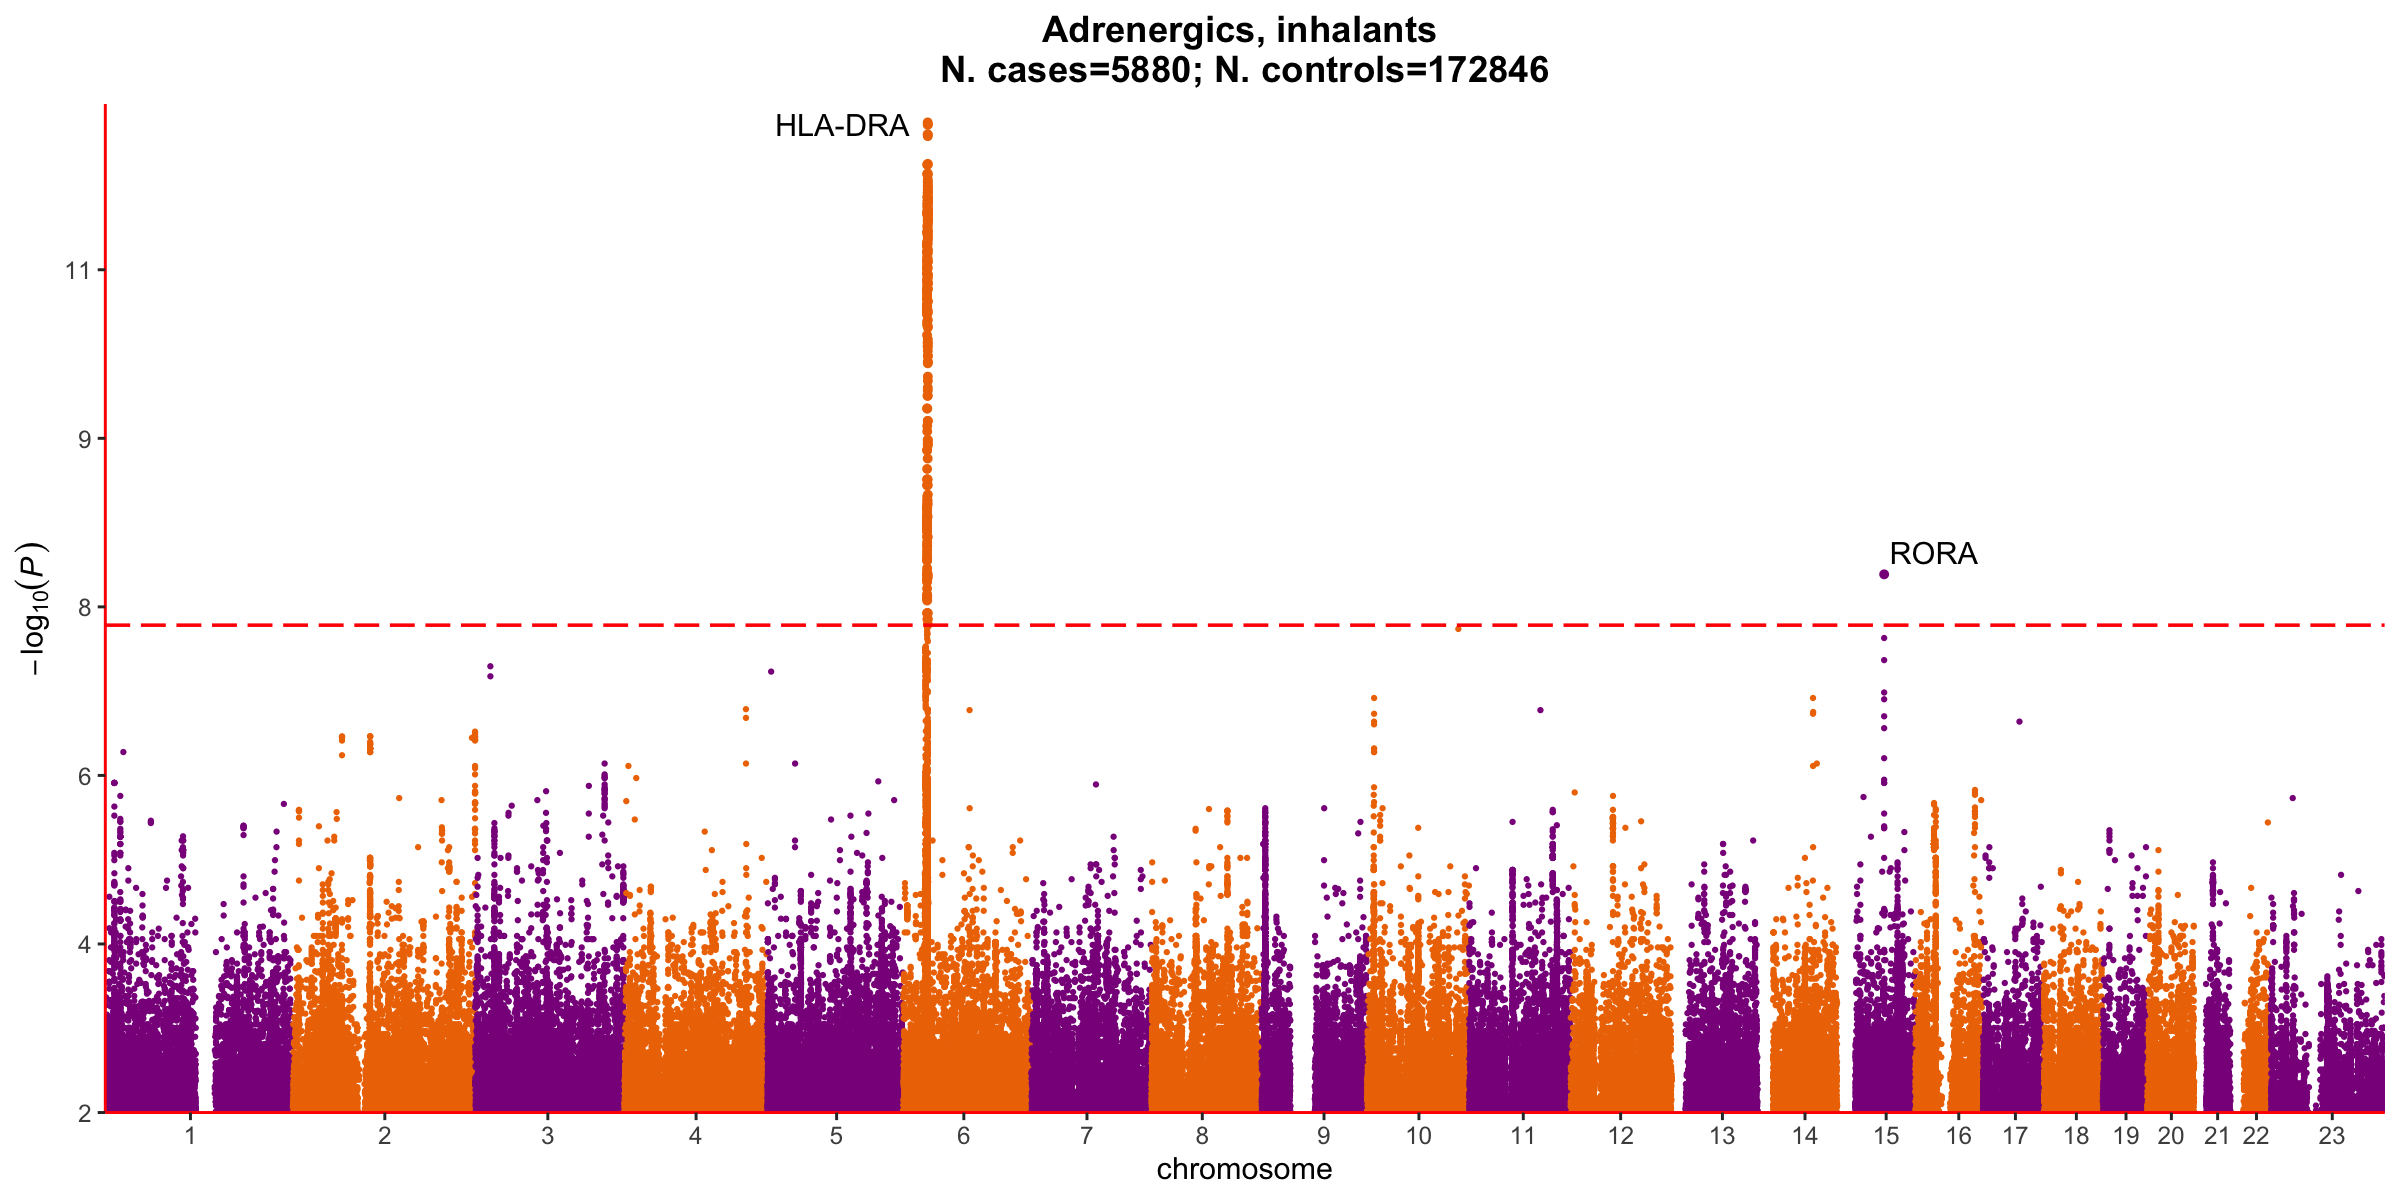 Adrenergics, inhalants
N. cases=5880; N. controls=172846
HLA-DRA
11
9
RORA
8
−log10(P)
6
4
2
1 2 3 4 5 6 7 8 9 10 11 12 13 14 15 16 17 18 19 20 21 22 23
chromosome